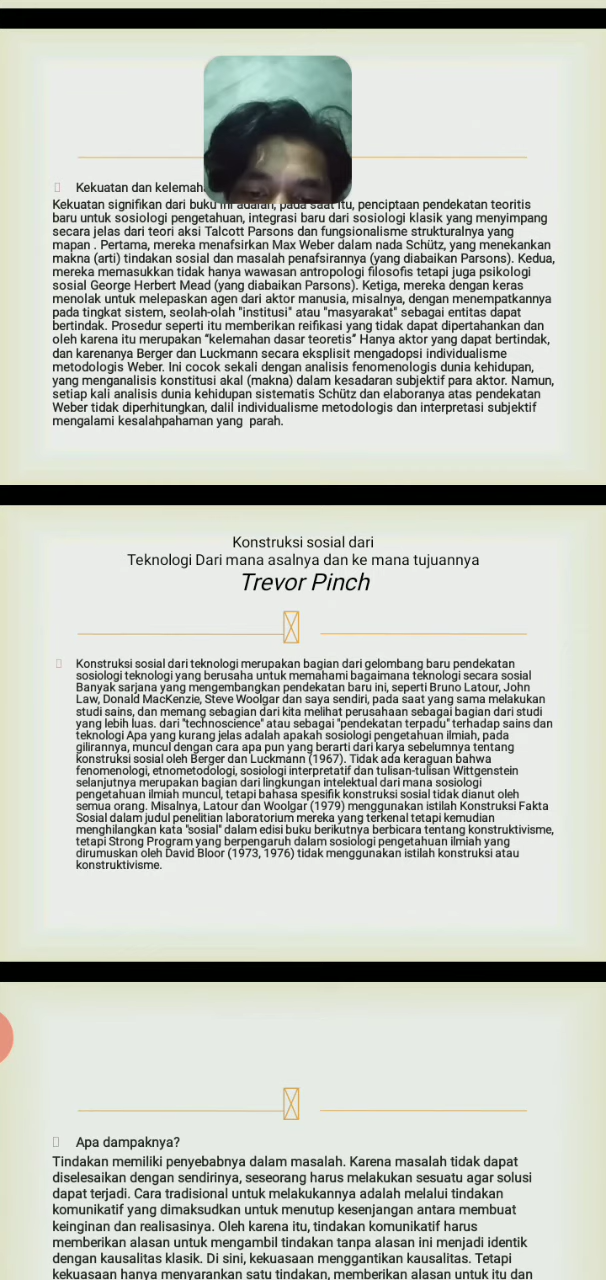 Kekuatan dan kelemah
Kekuatan signifikan dari buku ini adalah, pada saat itu, penciptaan pendekatan teoritis
baru untuk sosiologi pengetahuan, integrasi baru dari sosiologi klasik yang menyimpang
secara jelas dari teori aksi Talcott Parsons dan fungsionalisme strukturalnya yang
mapan . Pertama, mereka menafsirkan Max Weber dalam nada Schütz, yang menekankan
makna (arti) tindakan sosial dan masalah penafsirannya (yang diabaikan Parsons). Kedua,
mereka memasukkan tidak hanya wawasan antropologi filosofis tetapi juga psikologi
sosial George Herbert Mead (yang diabaikan Parsons). Ketiga, mereka dengan keras
menolak untuk melepaskan agen dari aktor manusia, misalnya, dengan menempatkannya
pada tingkat sistem, seolah-olah "institusi" atau "masyarakat" sebagai entitas dapat
bertindak. Prosedur seperti itu memberikan reifikasi yang tidak dapat dipertahankan dan
oleh karena itu merupakan “kelemahan dasar teoretis” Hanya aktor yang dapat bertindak,
dan karenanya Berger dan Luckmann secara eksplisit mengadopsi individualisme
metodologis Weber. Ini cocok sekali dengan analisis fenomenologis dunia kehidupan,
yang menganalisis konstitusi akal (makna) dalam kesadaran subjektif para aktor. Namun,
setiap kali analisis dunia kehidupan sistematis Schütz dan elaboranya atas pendekatan
Weber tidak diperhitungkan, dalil individualisme metodologis dan interpretasi subjektif
mengalami kesalahpahaman yang  parah.
Konstruksi sosial dari
Teknologi Dari mana asalnya dan ke mana tujuannya
Trevor Pinch
Konstruksi sosial dari teknologi merupakan bagian dari gelombang baru pendekatan
sosiologi teknologi yang berusaha untuk memahami bagaimana teknologi secara sosial
Banyak sarjana yang mengembangkan pendekatan baru ini, seperti Bruno Latour, John
Law, Donald MacKenzie, Steve Woolgar dan saya sendiri, pada saat yang sama melakukan
studi sains, dan memang sebagian dari kita melihat perusahaan sebagai bagian dari studi
yang lebih luas. dari "technoscience" atau sebagai "pendekatan terpadu" terhadap sains dan
teknologi Apa yang kurang jelas adalah apakah sosiologi pengetahuan ilmiah, pada
gilirannya, muncul dengan cara apa pun yang berarti dari karya sebelumnya tentang
konstruksi sosial oleh Berger dan Luckmann (1967). Tidak ada keraguan bahwa
fenomenologi, etnometodologi, sosiologi interpretatif dan tulisan-tulisan Wittgenstein
selanjutnya merupakan bagian dari lingkungan intelektual dari mana sosiologi
pengetahuan ilmiah muncul, tetapi bahasa spesifik konstruksi sosial tidak dianut oleh
semua orang. Misalnya, Latour dan Woolgar (1979) menggunakan istilah Konstruksi Fakta
Sosial dalam judul penelitian laboratorium mereka yang terkenal tetapi kemudian
menghilangkan kata "sosial" dalam edisi buku berikutnya berbicara tentang konstruktivisme,
tetapi Strong Program yang berpengaruh dalam sosiologi pengetahuan ilmiah yang
dirumuskan oleh David Bloor (1973, 1976) tidak menggunakan istilah konstruksi atau
konstruktivisme.
Apa dampaknya?
Tindakan memiliki penyebabnya dalam masalah. Karena masalah tidak dapat
diselesaikan dengan sendirinya, seseorang harus melakukan sesuatu agar solusi
dapat terjadi. Cara tradisional untuk melakukannya adalah melalui tindakan
komunikatif yang dimaksudkan untuk menutup kesenjangan antara membuat
keinginan dan realisasinya. Oleh karena itu, tindakan komunikatif harus
memberikan alasan untuk mengambil tindakan tanpa alasan ini menjadi identik
dengan kausalitas klasik. Di sini, kekuasaan menggantikan kausalitas. Tetapi
kekuasaan hanya menyarankan satu tindakan, memberikan alasan untuk itu dan